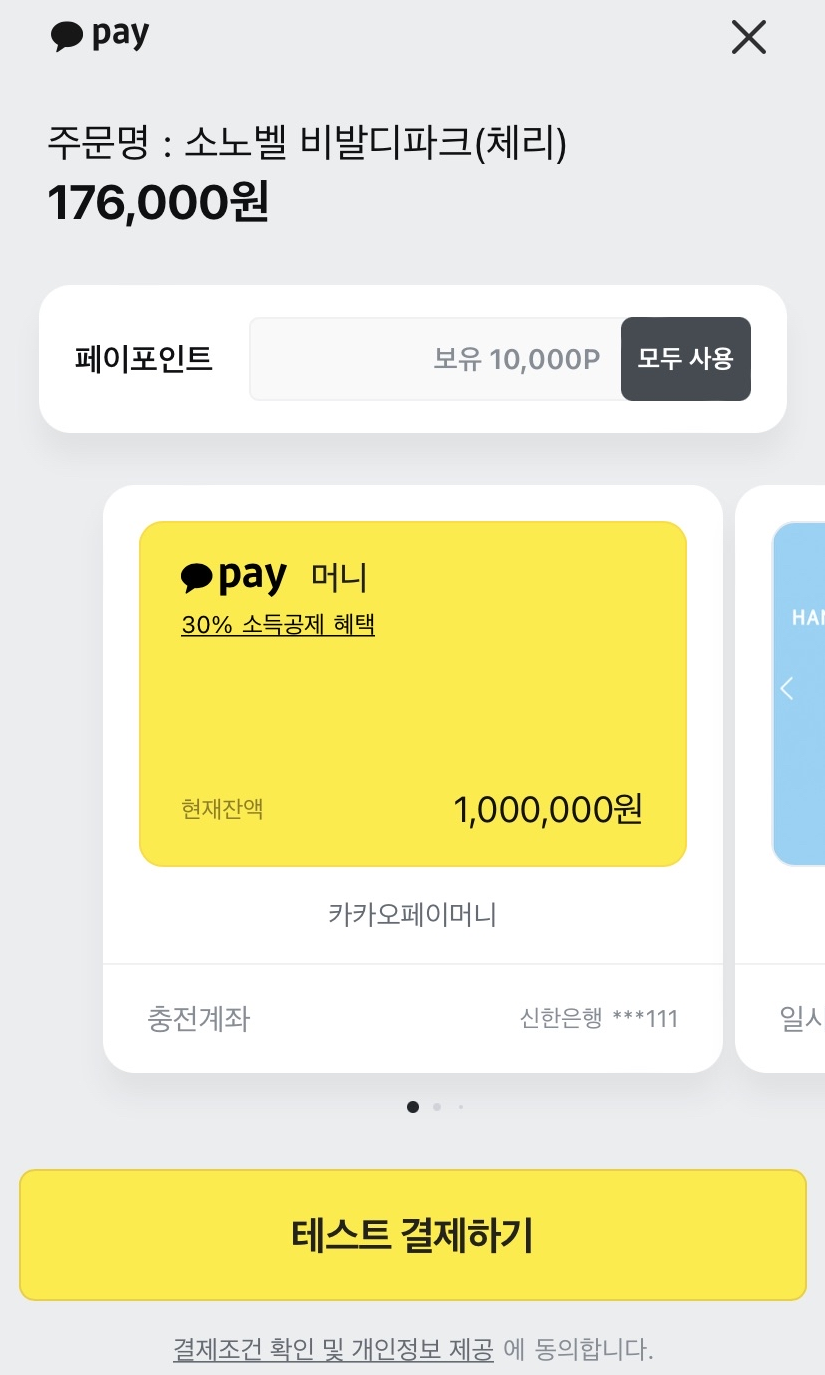 pay
주문명 : 소노벨 비발디파크(체리)
176,000원
페이포인트 보유 10,000P 모두 사용
pay 머니
30% 소득공제 혜택
HAN
현재잔액 1,000,000원
카카오페이머니
충전계좌 신한은행 ***111 일시
테스트 결제하기
결제조건 확인 및 개인정보 제공 에 동의합니다.